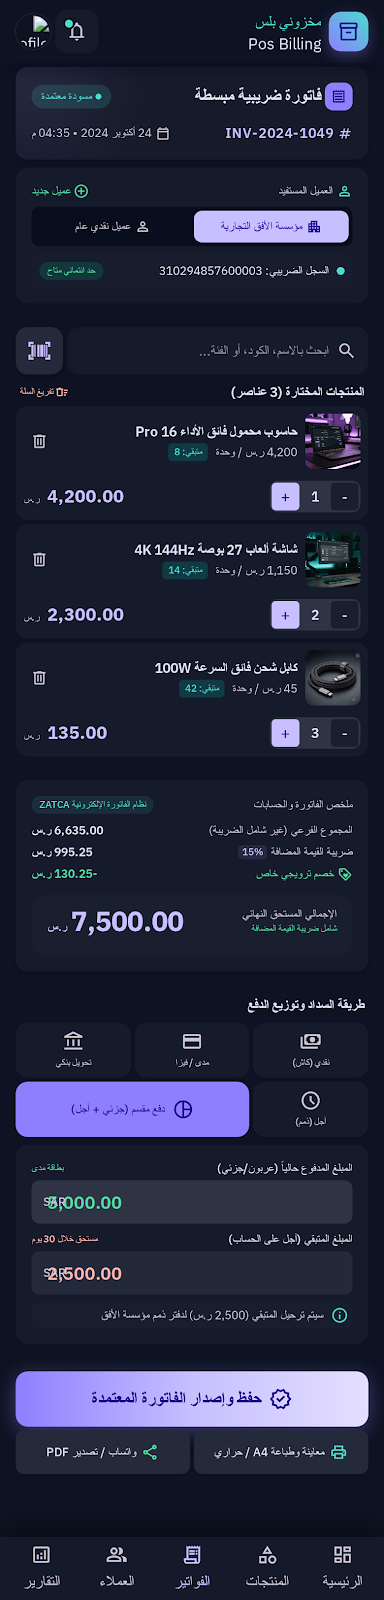 مخزوني بلس
Pos Billing
فاتورة ضريبية مبسطة
مسودة معتمدة
# INV-2024-1049
24 أكتوبر 2024 • 04:35 م
العميل المستفيد
عميل جديد
مؤسسة الأفق التجارية
عميل نقدي عام
السجل الضريبي: 310294857600003
حد ائتماني متاح
ابحث بالاسم، الكود، أو الفئة...
المنتجات المختارة (3 عناصر)
تفريغ السلة
حاسوب محمول فائق الأداء Pro 16
4,200 ر.س / وحدة
متبقي: 8
- 1 +
4,200.00 ر.س
شاشة ألعاب 27 بوصة 4K 144Hz
1,150 ر.س / وحدة
متبقي: 14
- 2 +
2,300.00 ر.س
كابل شحن فائق السرعة 100W
45 ر.س / وحدة
متبقي: 42
- 3 +
135.00 ر.س
ملخص الفاتورة والحسابات
نظام الفاتورة الإلكترونية ZATCA
المجموع الفرعي (غير شامل الضريبة)
6,635.00 ر.س
ضريبة القيمة المضافة 15%
995.25 ر.س
خصم ترويجي خاص
-130.25 ر.س
الإجمالي المستحق النهائي
شامل ضريبة القيمة المضافة
7,500.00 ر.س
طريقة السداد وتوزيع الدفع
نقدي (كاش)
مدى / فيزا
تحويل بنكي
آجل (ذمم)
دفع مقسم (جزئي + آجل)
المبلغ المدفوع حالياً (عربون/جزئي)
بطاقة مدى
5,000.00 SAR
المبلغ المتبقي (آجل على الحساب)
مستحق خلال 30 يوم
2,500.00 SAR
سيتم ترحيل المتبقي (2,500 ر.س) لدفتر ذمم مؤسسة الأفق
حفظ وإصدار الفاتورة المعتمدة
معاينة وطباعة A4 / حراري
واتساب / تصدير PDF
الرئيسية
المنتجات
الفواتير
العملاء
التقارير